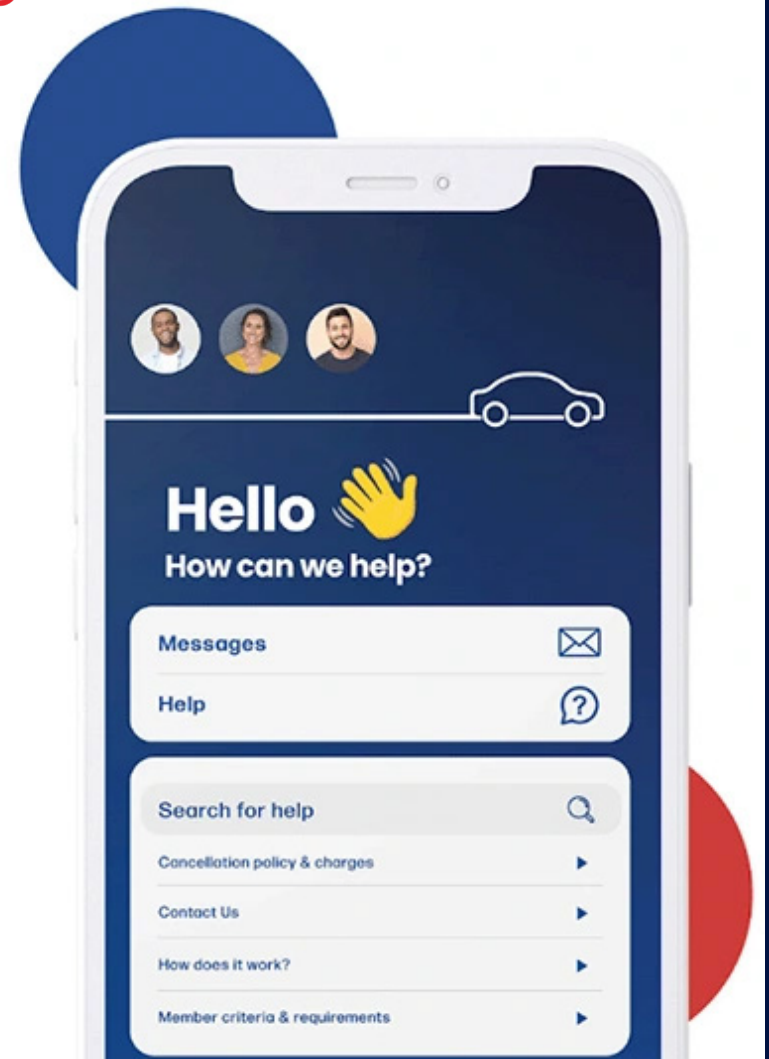 Hello
How can we help?
Messages
Help
Search for help
Cancellation policy & charges
Contact Us
How does it work?
Member criteria & requirements